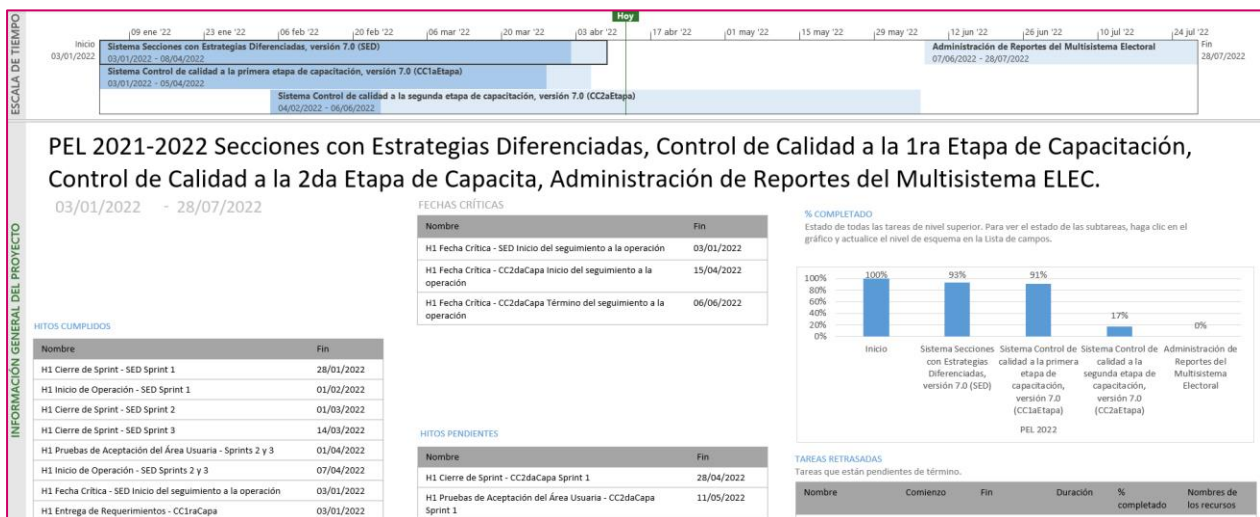 Hoy
09 ene '22
23 ene '22
06 feb '22
20 feb '22
06 mar '22
20 mar '22
03 abr '22
17 abr '22
01 may '22
15 may '22
29 may '22
12 jun '22
26 jun '22
10 jul '22
24 jul '22
ESCALA DE TIEMPO
Inicio
03/01/2022
Sistema Secciones con Estrategias Diferenciadas, versión 7.0 (SED)
03/01/2022 - 08/04/2022
Administración de Reportes del Multisistema Electoral
07/06/2022 - 28/07/2022
Fin
28/07/2022
Sistema Control de calidad a la primera etapa de capacitación, versión 7.0 (CC1aEtapa)
03/01/2022 - 05/04/2022
Sistema Control de calidad a la segunda etapa de capacitación, versión 7.0 (CC2aEtapa)
04/02/2022 - 06/06/2022
INFORMACIÓN GENERAL DEL PROYECTO
PEL 2021-2022 Secciones con Estrategias Diferenciadas, Control de Calidad a la 1ra Etapa de Capacitación,
Control de Calidad a la 2da Etapa de Capacita, Administración de Reportes del Multisistema ELEC.
03/01/2022 - 28/07/2022
HITOS CUMPLIDOS
Nombre Fin
H1 Cierre de Sprint - SED Sprint 1 28/01/2022
H1 Inicio de Operación - SED Sprint 1 01/02/2022
H1 Cierre de Sprint - SED Sprint 2 01/03/2022
H1 Cierre de Sprint - SED Sprint 3 14/03/2022
H1 Pruebas de Aceptación del Área Usuaria - Sprints 2 y 3 01/04/2022
H1 Inicio de Operación - SED Sprints 2 y 3 07/04/2022
H1 Fecha Crítica - SED Inicio del seguimiento a la operación 03/01/2022
H1 Entrega de Requerimientos - CC1raCapa 03/01/2022
FECHAS CRÍTICAS
Nombre Fin
H1 Fecha Crítica - SED Inicio del seguimiento a la operación 03/01/2022
H1 Fecha Crítica - CC2daCapa Inicio del seguimiento a la 15/04/2022
operación
H1 Fecha Crítica - CC2daCapa Término del seguimiento a la 06/06/2022
operación
HITOS PENDIENTES
Nombre Fin
H1 Cierre de Sprint - CC2daCapa Sprint 1 28/04/2022
H1 Pruebas de Aceptación del Área Usuaria - CC2daCapa 11/05/2022
Sprint 1
% COMPLETADO
Estado de todas las tareas de nivel superior. Para ver el estado de las subtareas, haga clic en el
gráfico y actualice el nivel de esquema en la Lista de campos.
100%
80%
60%
40%
20%
0%
100%
93%
91%
17%
0%
Inicio
Sistema Secciones
con Estrategias
Diferenciadas,
versión 7.0 (SED)
Sistema Control de
calidad a la primera
etapa de
capacitación,
versión 7.0
(CC1aEtapa)
Sistema Control de
calidad a la
segunda etapa de
capacitación,
versión 7.0
(CC2aEtapa)
Administración de
Reportes del
Multisistema
Electoral
PEL 2022
TAREAS RETRASADAS
Tareas que están pendientes de término.
Nombre Comienzo Fin Duración % completado Nombres de los recursos